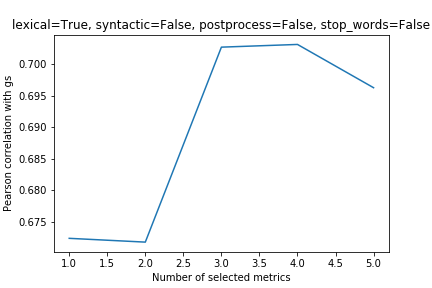 lexical=True, syntactic=False, postprocess=False, stop_words=False
0.700
0.695
0.690
0.685
0.680
0.675
Pearson correlation with gs
1.0 1.5 2.0 2.5 3.0 3.5 4.0 4.5 5.0
Number of selected metrics